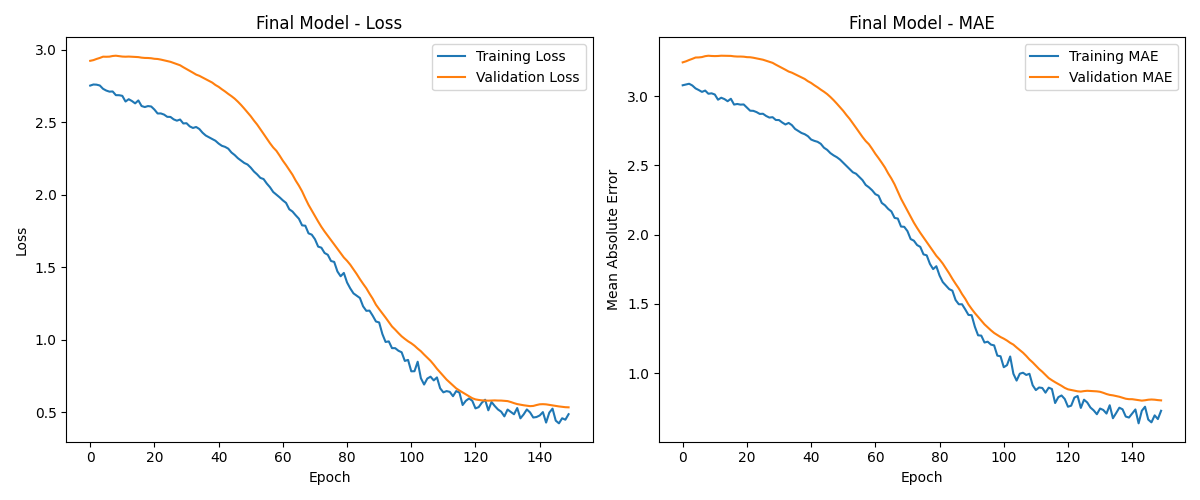 Final Model - Loss
3.0
2.5
2.0
1.5
1.0
0.5
Loss
0 20 40 60 80 100 120 140
Epoch
Training Loss
Validation Loss
Final Model - MAE
3.0
2.5
2.0
1.5
1.0
Mean Absolute Error
0 20 40 60 80 100 120 140
Epoch
Training MAE
Validation MAE